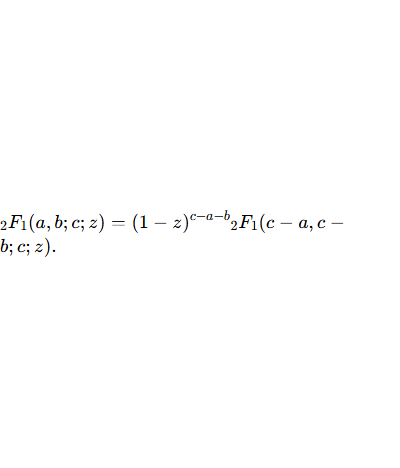 ₂F₁(a, b; c; z) = (1 − z)^{c−a−b} ₂F₁(c − a, c −
b; c; z).